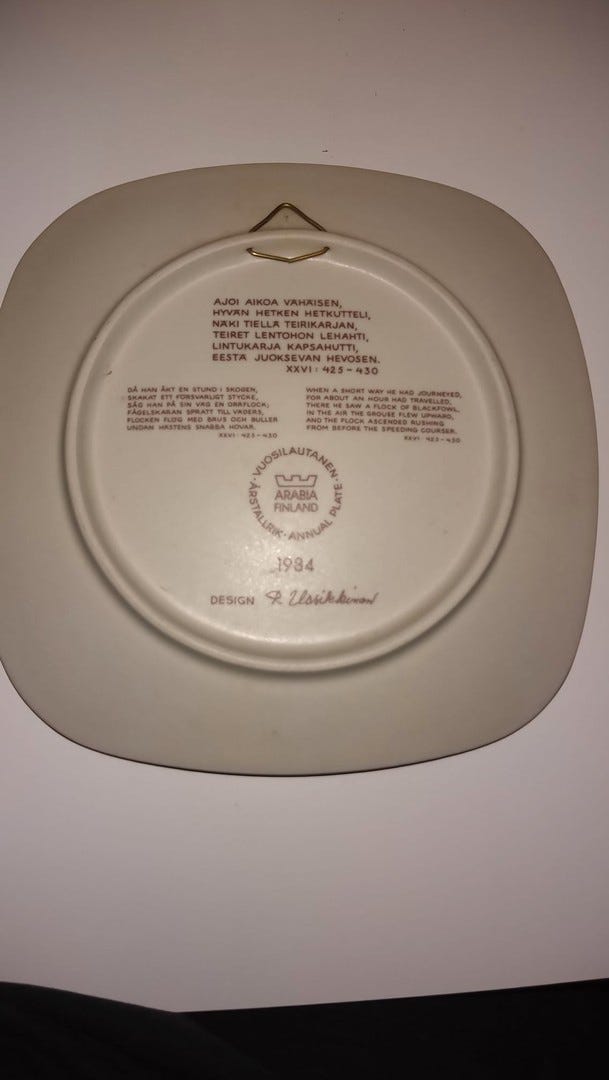 AJOI AIKOA VÄHÄISEN,
HYVÄN HETKEN HETKUTTELI,
NÄKI TIELLÄ TEIRIKARJAN,
TEIRET LENTOHON LEHAHTI,
LINTUKARJA KAPSAHUTTI,
EESTÄ JUOKSEVAN HEVOSEN.
XXVI: 425-430
DÅ HAN ÅKT EN STUND I SKOGEN,
SKAKAT ETT FÖRSVARLIGT STYCKE,
SÅG HAN PÅ SIN VÄG EN ORRFLOCK;
FÅGELSKARAN SPRATT TILL VÄDERS,
FLOCKEN FLÖG MED BRUS OCH BULLER
UNDAN HÄSTENS SNABBA HOVAR.
XXVI: 425-430
WHEN A SHORT WAY HE HAD JOURNEYED,
FOR ABOUT AN HOUR HAD TRAVELLED,
THERE HE SAW A FLOCK OF BLACKFOWL,
IN THE AIR THE GROUSE FLEW UPWARD,
AND THE FLOCK ASCENDED RUSHING
FROM BEFORE THE SPEEDING COURSER.
XXVI: 425-430
VUOSILAUTANEN · ANNUAL PLATE · ÅRSTALLRIK ·
ARABIA
FINLAND
1984
DESIGN R. Uosikkinen